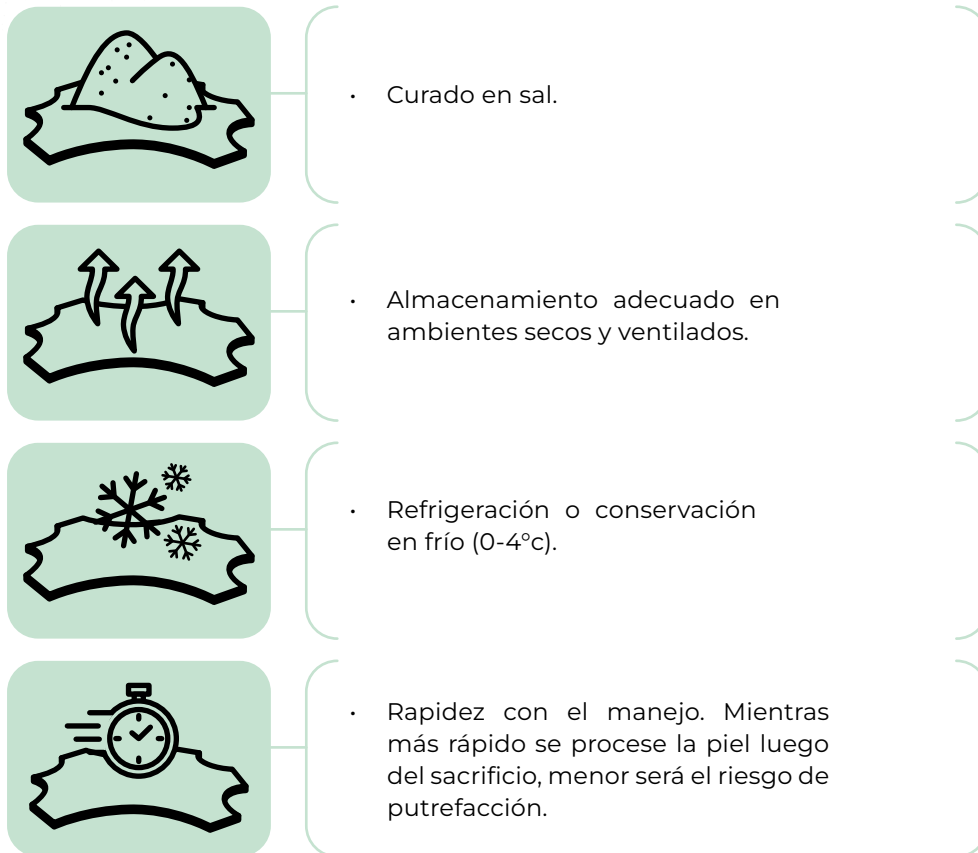 • Curado en sal.
• Almacenamiento adecuado en
ambientes secos y ventilados.
• Refrigeración o conservación
en frío (0-4°c).
• Rapidez con el manejo. Mientras
más rápido se procese la piel luego
del sacrificio, menor será el riesgo de
putrefacción.